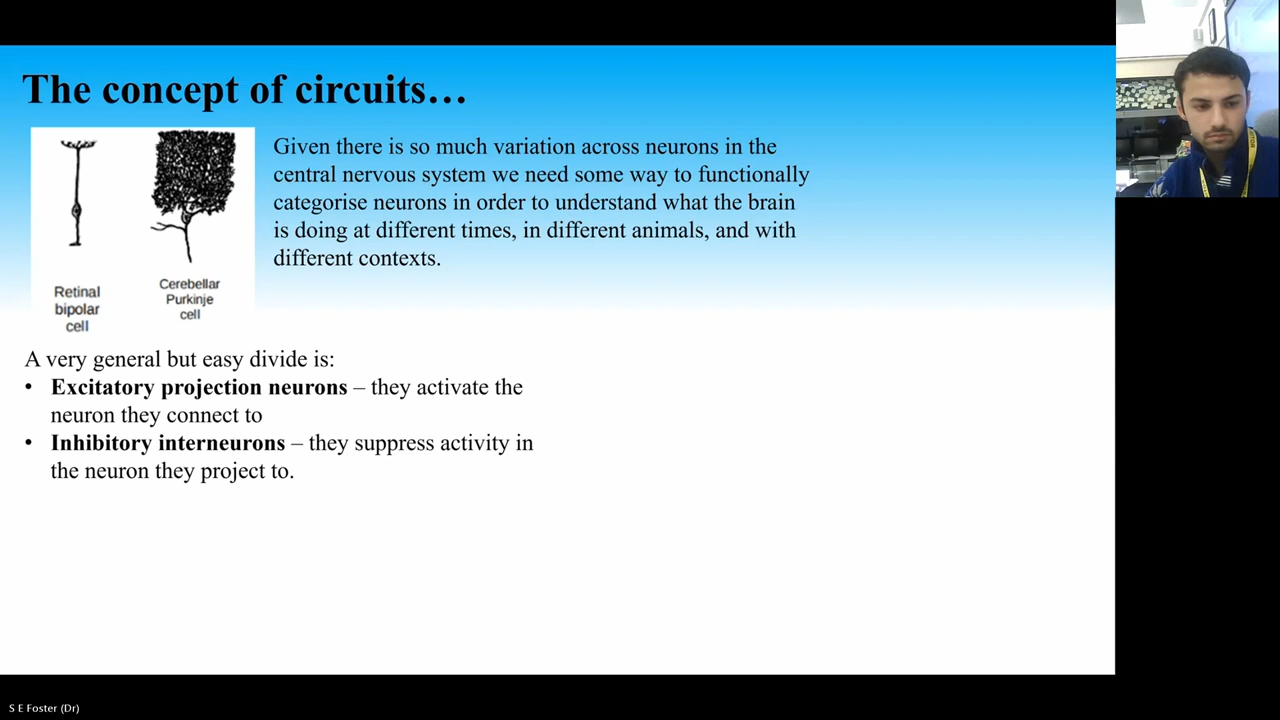 The concept of circuits…
Given there is so much variation across neurons in the
central nervous system we need some way to functionally
categorise neurons in order to understand what the brain
is doing at different times, in different animals, and with
different contexts.
Retinal
bipolar
cell
Cerebellar
Purkinje
cell
A very general but easy divide is:
• Excitatory projection neurons – they activate the
neuron they connect to
• Inhibitory interneurons – they suppress activity in
the neuron they project to.
S E Foster (Dr)